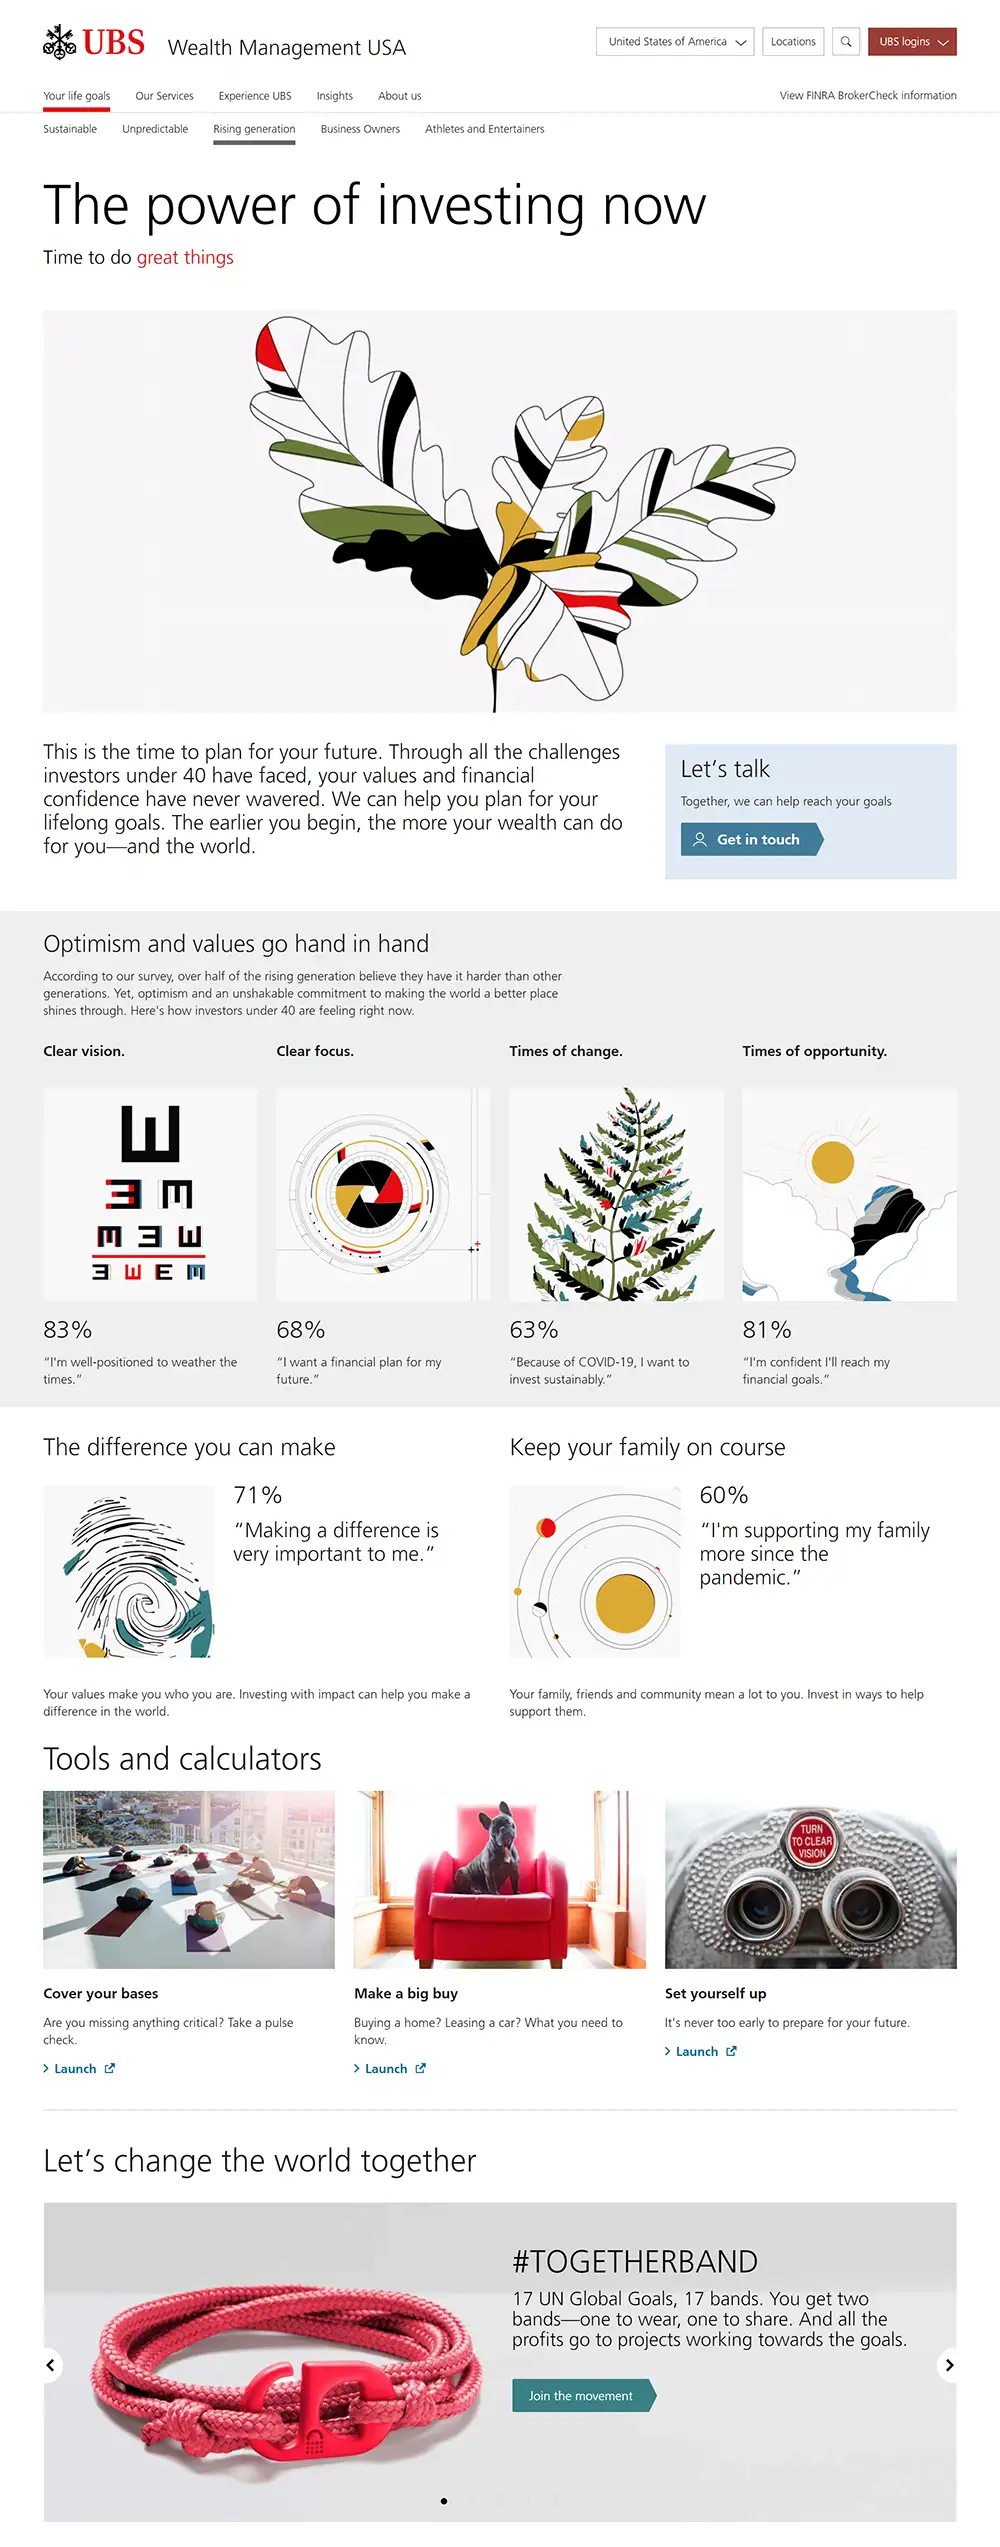 UBS
Wealth Management USA
United States of America
Locations
UBS logins
Your life goals
Our Services
Experience UBS
Insights
About us
View FINRA BrokerCheck information
Sustainable
Unpredictable
Rising generation
Business Owners
Athletes and Entertainers
The power of investing now
Time to do great things
This is the time to plan for your future. Through all the challenges
investors under 40 have faced, your values and financial
confidence have never wavered. We can help you plan for your
lifelong goals. The earlier you begin, the more your wealth can do
for you—and the world.
Let’s talk
Together, we can help reach your goals
Get in touch
Optimism and values go hand in hand
According to our survey, over half of the rising generation believe they have it harder than other
generations. Yet, optimism and an unshakable commitment to making the world a better place
shines through. Here's how investors under 40 are feeling right now.
Clear vision.
83%
“I'm well-positioned to weather the
times.”
Clear focus.
68%
“I want a financial plan for my
future.”
Times of change.
63%
“Because of COVID-19, I want to
invest sustainably.”
Times of opportunity.
81%
“I'm confident I'll reach my
financial goals.”
The difference you can make
71%
“Making a difference is
very important to me.”
Your values make you who you are. Investing with impact can help you make a
difference in the world.
Keep your family on course
60%
“I'm supporting my family
more since the
pandemic.”
Your family, friends and community mean a lot to you. Invest in ways to help
support them.
Tools and calculators
Cover your bases
Are you missing anything critical? Take a pulse
check.
Launch
Make a big buy
Buying a home? Leasing a car? What you need to
know.
Launch
TURN
TO CLEAR
VISION
Set yourself up
It's never too early to prepare for your future.
Launch
Let’s change the world together
#TOGETHERBAND
17 UN Global Goals, 17 bands. You get two
bands—one to wear, one to share. And all the
profits go to projects working towards the goals.
Join the movement